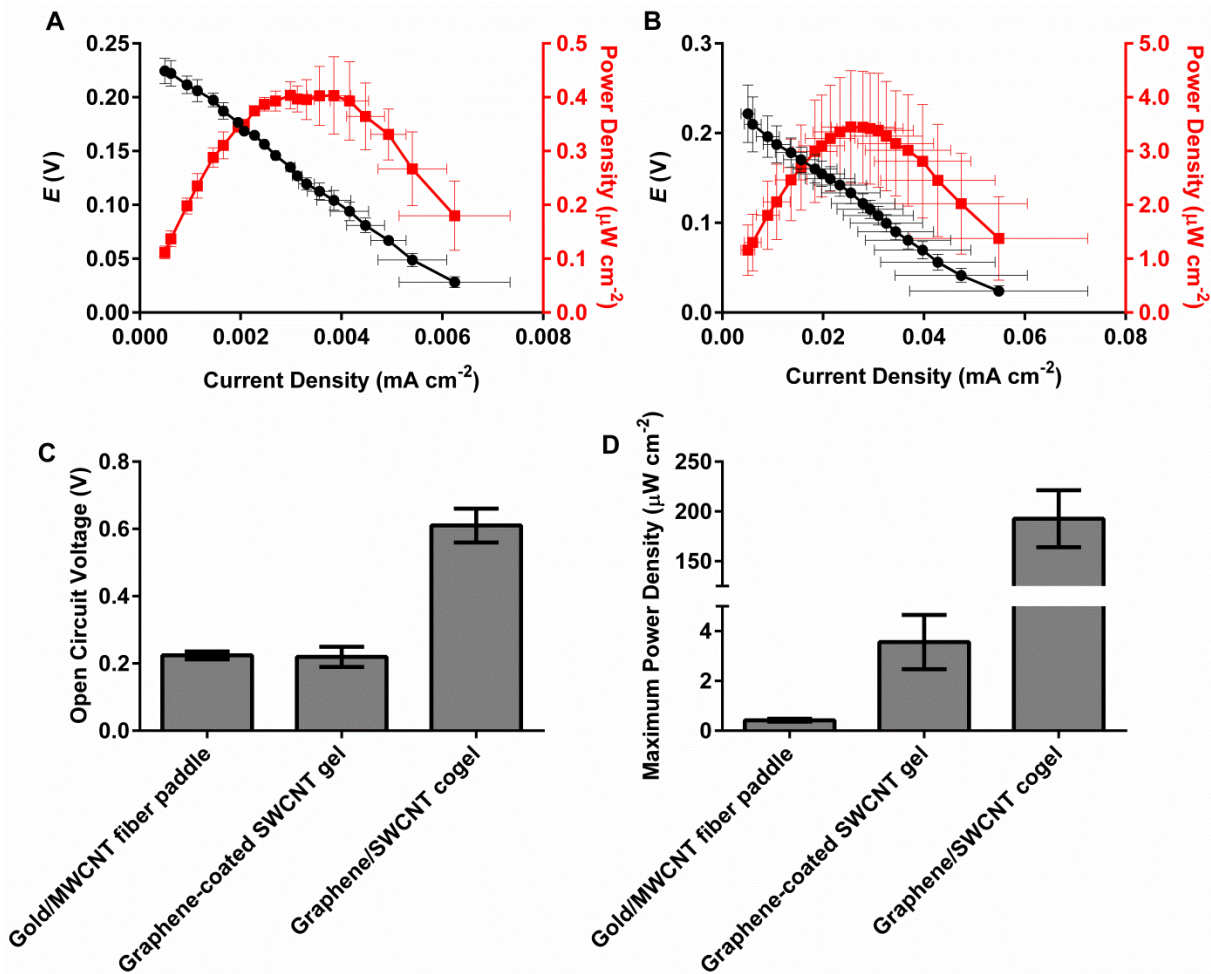 A
0.25
0.20
0.15
0.10
0.05
0.00
E (V)
0.5
0.4
0.3
0.2
0.1
0.0
Power Density (μW cm-2)
0.000 0.002 0.004 0.006 0.008
Current Density (mA cm-2)
B
0.3
0.2
0.1
0.0
E (V)
5.0
4.0
3.0
2.0
1.0
0.0
Power Density (μW cm-2)
0.00 0.02 0.04 0.06 0.08
Current Density (mA cm-2)
C
0.8
0.6
0.4
0.2
0.0
Open Circuit Voltage (V)
Gold/MWCNT fiber paddle
Graphene-coated SWCNT gel
Graphene/SWCNT cogel
D
250
200
150
4
2
0
Maximum Power Density (μW cm-2)
Gold/MWCNT fiber paddle
Graphene-coated SWCNT gel
Graphene/SWCNT cogel